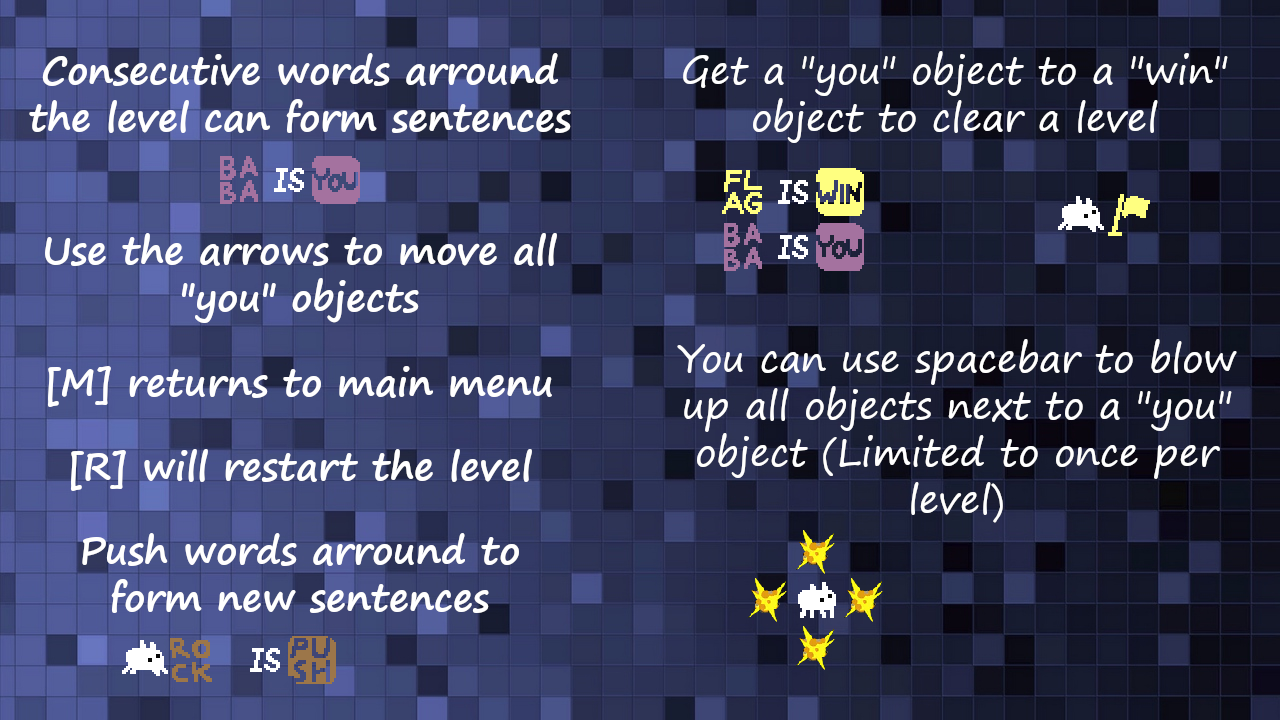 Consecutive words arround
the level can form sentences
BA
BA IS YOU
Use the arrows to move all
"you" objects
[M] returns to main menu
[R] will restart the level
Push words arround to
form new sentences
RO
CK IS PU
SH
Get a "you" object to a "win"
object to clear a level
FL
AG IS WIN
BA
BA IS YOU
You can use spacebar to blow
up all objects next to a "you"
object (Limited to once per
level)